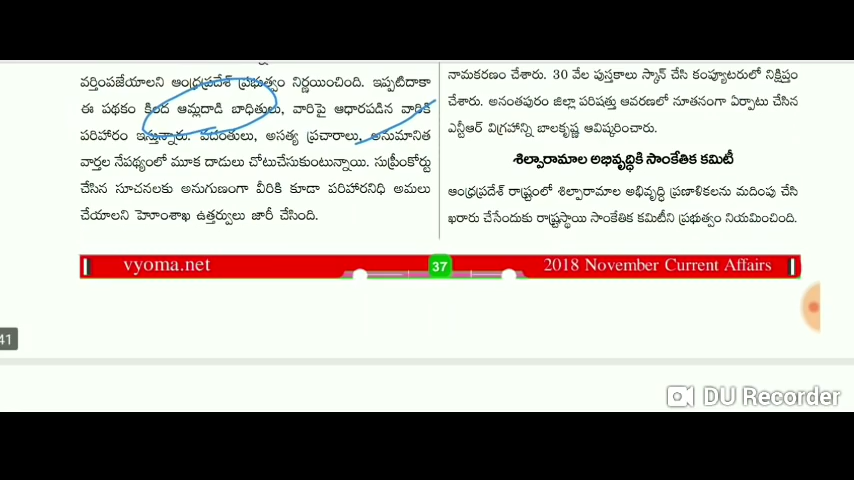 వర్తింపజేయాలని ఆంధ్రప్రదేశ్ ప్రభుత్వం నిర్ణయించింది. ఇప్పటిదాకా
ఈ పథకం కింద ఆమ్లదాడి బాధితులు, వారిపై ఆధారపడిన వారికి
పరిహారం ఇస్తున్నారు. వదంతులు, అసత్య ప్రచారాలు, అనుమానిత
వార్తల నేపథ్యంలో మూక దాడులు చోటుచేసుకుంటున్నాయి. సుప్రీంకోర్టు
చేసిన సూచనలకు అనుగుణంగా వీరికి కూడా పరిహారనిధి అమలు
చేయాలని హెూంశాఖ ఉత్తర్వులు జారీ చేసింది.
నామకరణం చేశారు. 30 వేల పుస్తకాలు స్కాన్ చేసి కంప్యూటరులో నిక్షిప్తం
చేశారు. అనంతపురం జిల్లా పరిషత్తు ఆవరణలో నూతనంగా ఏర్పాటు చేసిన
ఎన్టీఆర్ విగ్రహాన్ని బాలకృష్ణ ఆవిష్కరించారు.
శిల్పారామాల అభివృద్ధికి సాంకేతిక కమిటీ
ఆంధ్రప్రదేశ్ రాష్ట్రంలో శిల్పారామాల అభివృద్ధి ప్రణాళికలను మదింపు చేసి
ఖరారు చేసేందుకు రాష్ట్రస్థాయి సాంకేతిక కమిటీని ప్రభుత్వం నియమించింది.
vyoma.net 37 2018 November Current Affairs
41
DU Recorder